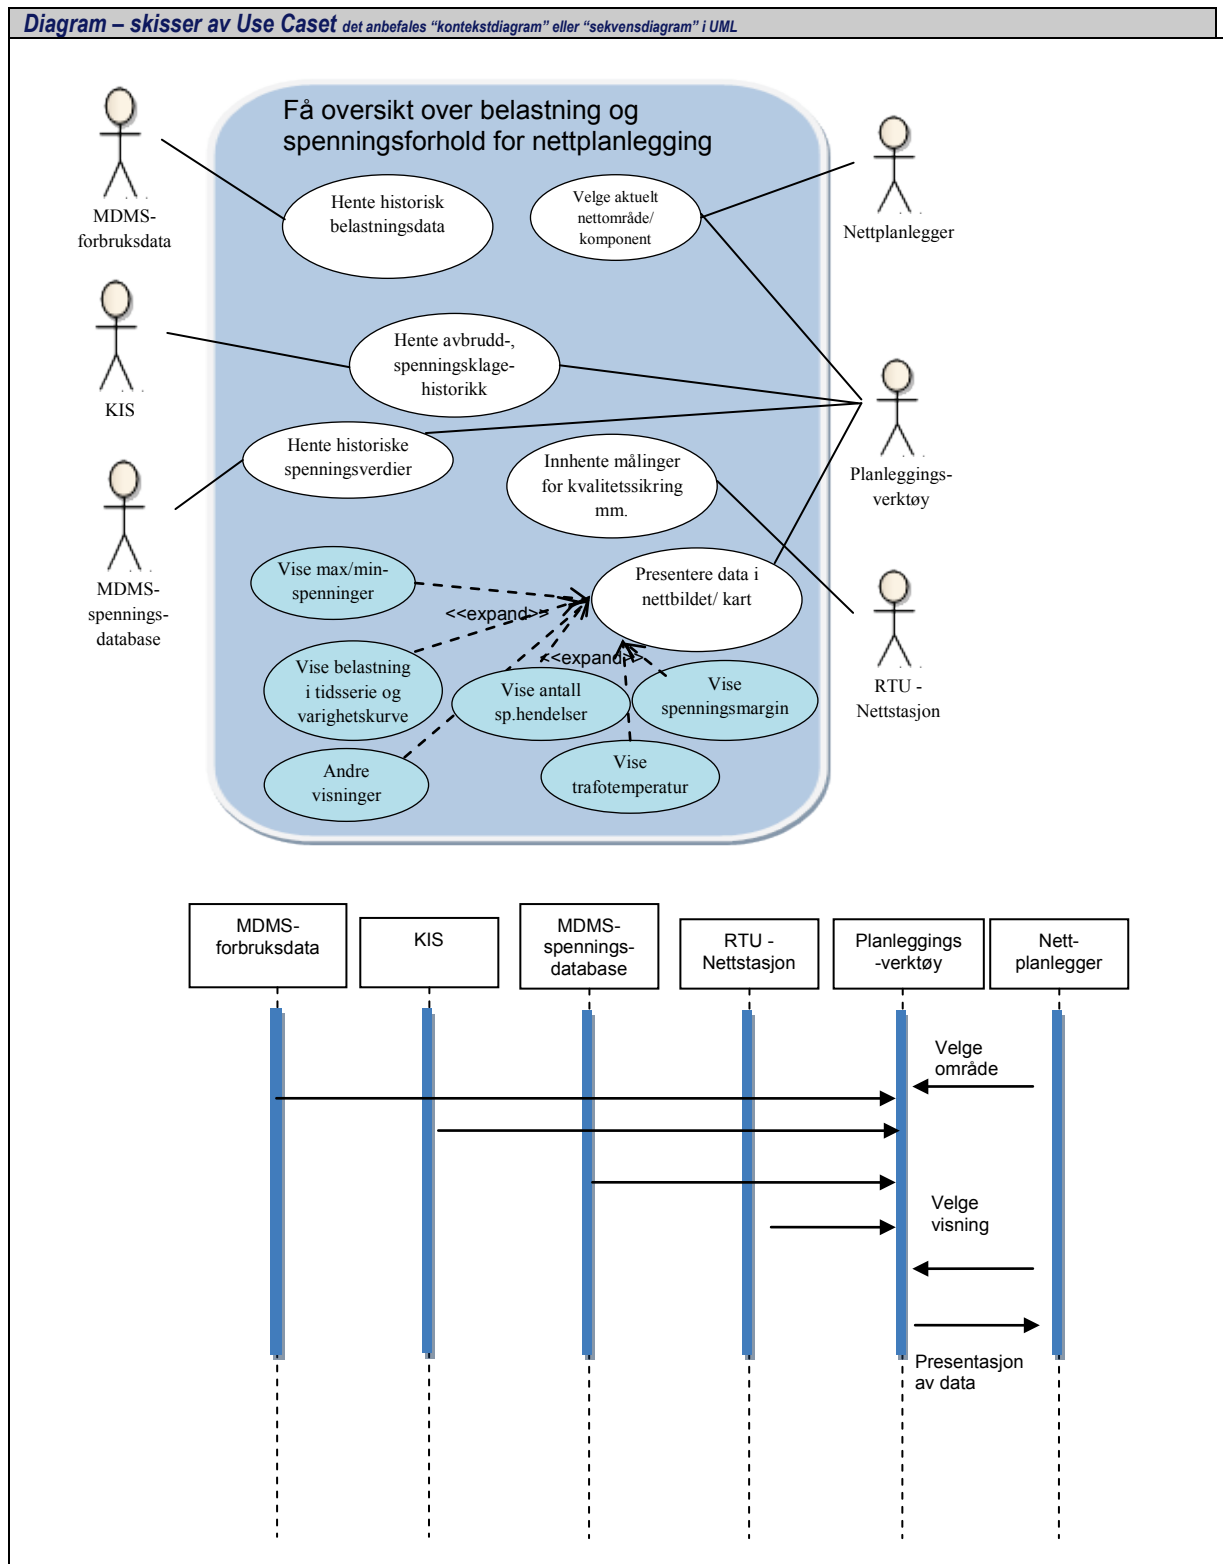 Diagram – skisser av Use Caset det anbefales “kontekstdiagram” eller “sekvensdiagram” i UML
Få oversikt over belastning og
spenningsforhold for nettplanlegging
MDMS-
forbruksdata
Hente historisk
belastningsdata
Velge aktuelt
nettområde/
komponent
Nettplanlegger
KIS
Hente avbrudd-,
spenningsklage-
historikk
Planleggings-
verktøy
Hente historiske
spenningsverdier
Innhente målinger
for kvalitetssikring
mm.
MDMS-
spennings-
database
Vise max/min-
spenninger
Presentere data i
nettbildet/ kart
<<expand>>
<<expand>>
Vise belastning
i tidsserie og
varighetskurve
Vise antall
sp.hendelser
Vise
spenningsmargin
RTU -
Nettstasjon
Andre
visninger
Vise
trafotemperatur
MDMS-
forbruksdata
KIS
MDMS-
spennings-
database
RTU -
Nettstasjon
Planleggings
-verktøy
Nett-
planlegger
Velge
område
Velge
visning
Presentasjon
av data